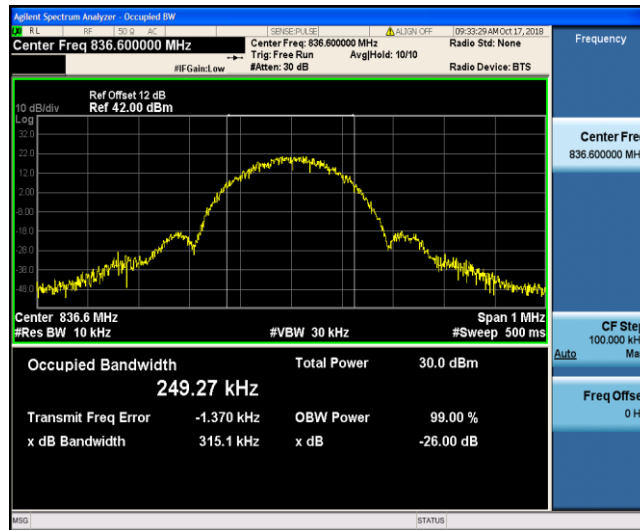 Agilent Spectrum Analyzer - Occupied BW
RL RF 50 Ω AC SENSE:PULSE ALIGN OFF 09:33:29 AM Oct 17, 2018
Center Freq 836.600000 MHz Center Freq: 836.600000 MHz Radio Std: None Frequency
Trig: Free Run Avg|Hold: 10/10
#IFGain:Low #Atten: 30 dB Radio Device: BTS
Ref Offset 12 dB
10 dB/div Ref 42.00 dBm
Log
32.0
22.0
12.0
2.00
-8.00
-18.0
-28.0
-38.0
-48.0
Center Fre
836.600000 MH
Center 836.6 MHz Span 1 MHz
#Res BW 10 kHz #VBW 30 kHz #Sweep 500 ms
CF Ste
100.000 kH
Auto Ma
Occupied Bandwidth Total Power 30.0 dBm
249.27 kHz
Freq Offse
0 H
Transmit Freq Error -1.370 kHz OBW Power 99.00 %
x dB Bandwidth 315.1 kHz x dB -26.00 dB
MSG STATUS